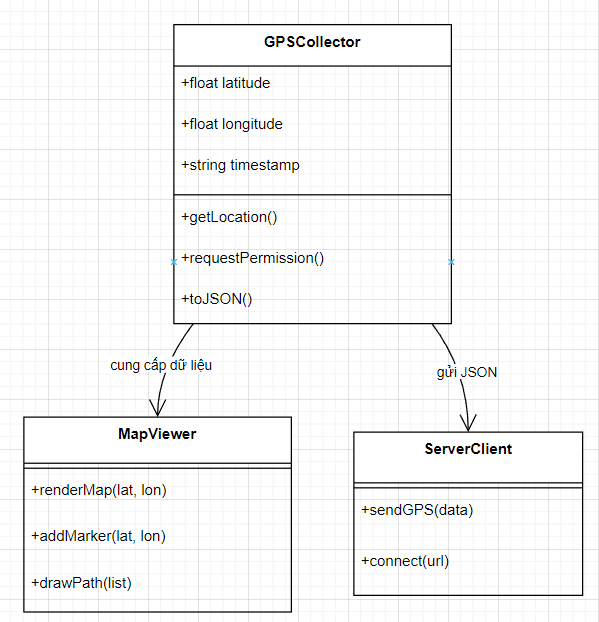 GPSCollector
+float latitude
+float longitude
+string timestamp
+getLocation()
+requestPermission()
+toJSON()
cung cấp dữ liệu
gửi JSON
MapViewer
+renderMap(lat, lon)
+addMarker(lat, lon)
+drawPath(list)
ServerClient
+sendGPS(data)
+connect(url)